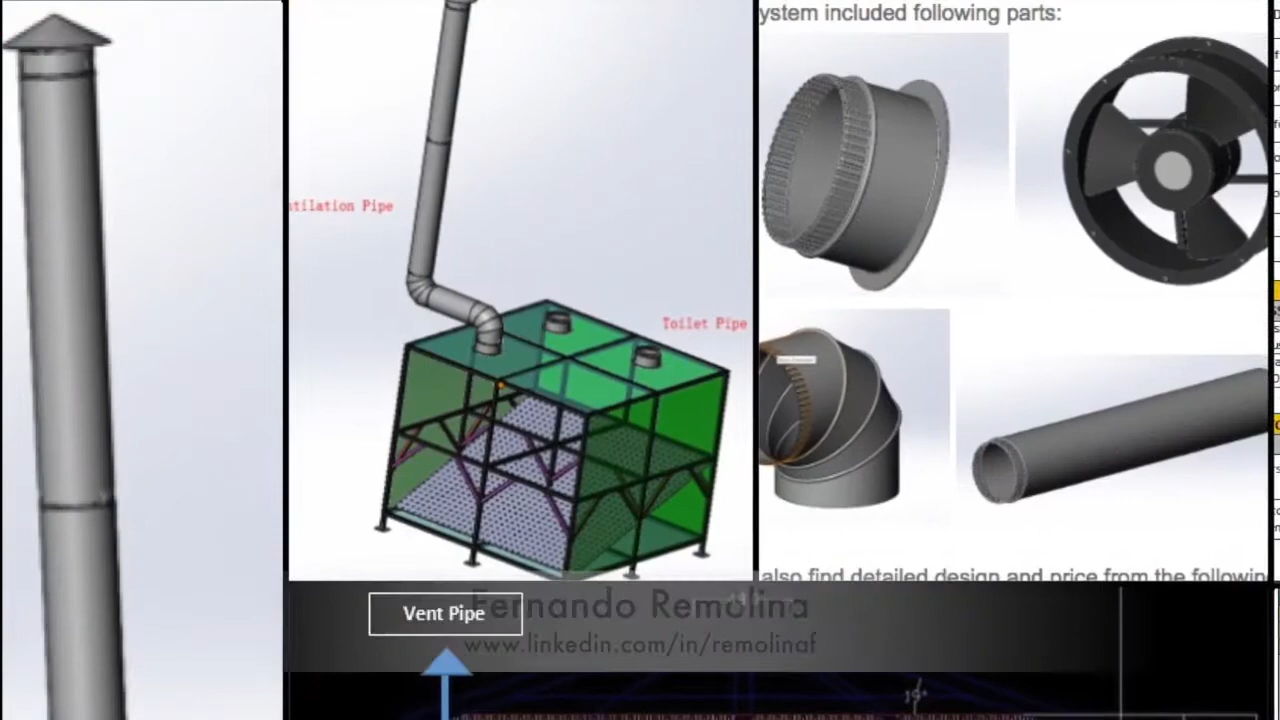 ystem included following parts:
ntilation Pipe
Toilet Pipe
also find detailed design and price from the followin
Fernando Remolina
Vent Pipe
www.linkedin.com/in/remolinaf